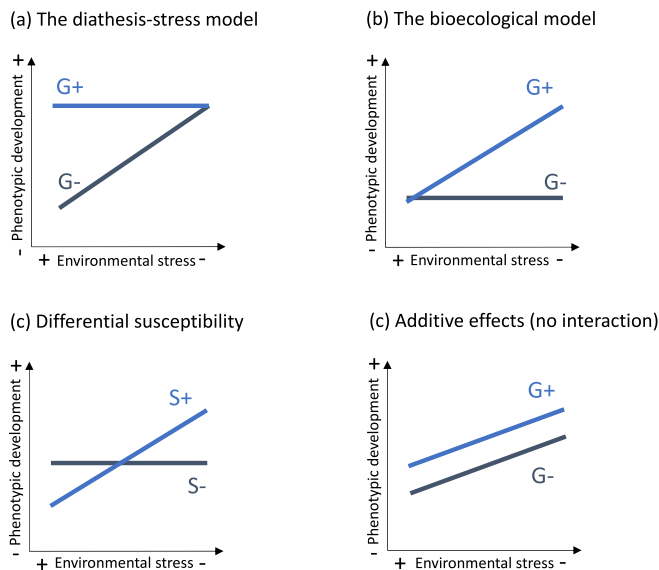 (a) The diathesis-stress model
+
G+
G-
- Phenotypic development
+ Environmental stress -
(b) The bioecological model
+
G+
G-
- Phenotypic development
+ Environmental stress -
(c) Differential susceptibility
+
S+
S-
- Phenotypic development
+ Environmental stress -
(c) Additive effects (no interaction)
+
G+
G-
- Phenotypic development
+ Environmental stress -